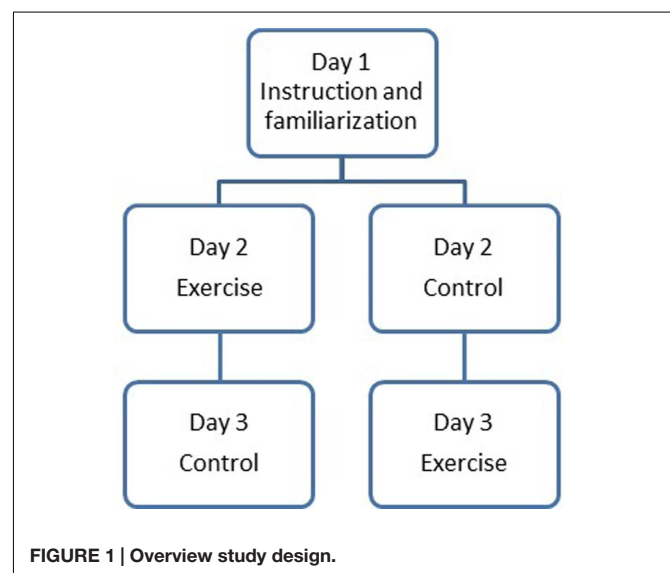 Day 1
Instruction and
familiarization
Day 2
Exercise
Day 2
Control
Day 3
Control
Day 3
Exercise
FIGURE 1 | Overview study design.